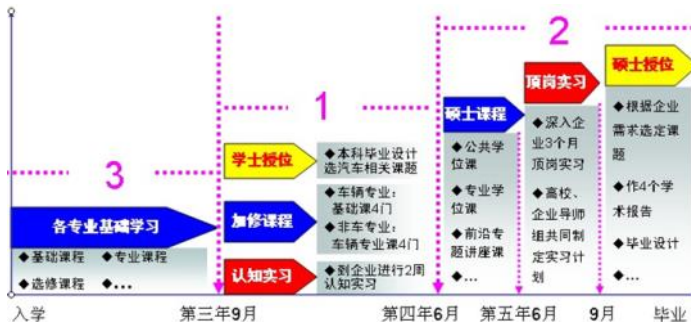 2
1
3
硕士授位
顶岗实习
硕士课程
◆根据企业
需求选定课
题
◆作4个学
术报告
◆毕业设计
◆…
◆深入企
业3个月
顶岗实习
◆高校、
企业导师
组共同制
定实习计
划
◆公共学
位课
◆专业学
位课
◆前沿专
题讲座课
◆…
学士授位
◆本科毕业设计
选汽车相关课题
加修课程
◆车辆专业：
基础课4门
◆非车专业：
车辆专业课4门
认知实习
◆到企业进行2周
认知实习
各专业基础学习
◆基础课程 ◆专业课程
◆选修课程 ◆…
入学 第三年9月 第四年6月 第五年6月 9月 毕业